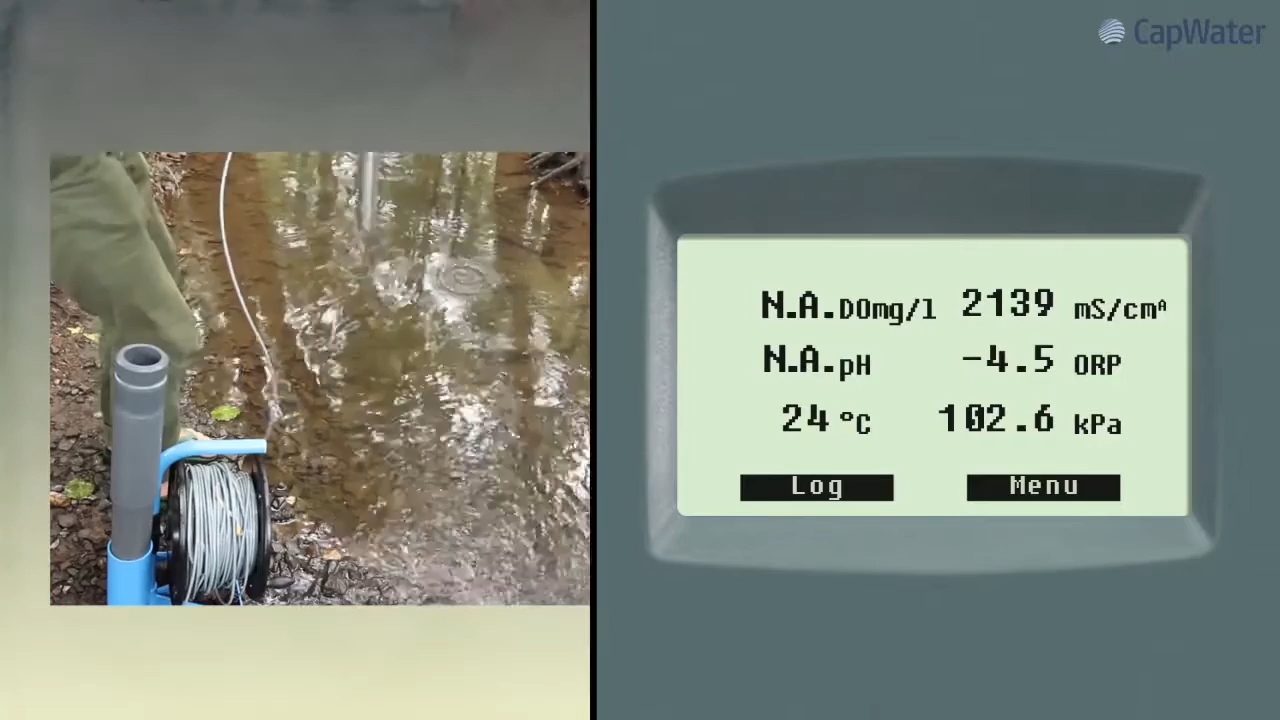 CapWater
N.A.DOmg/l 2139 mS/cmᴬ
N.A.pH -4.5 ORP
24 °C 102.6 kPa
Log Menu